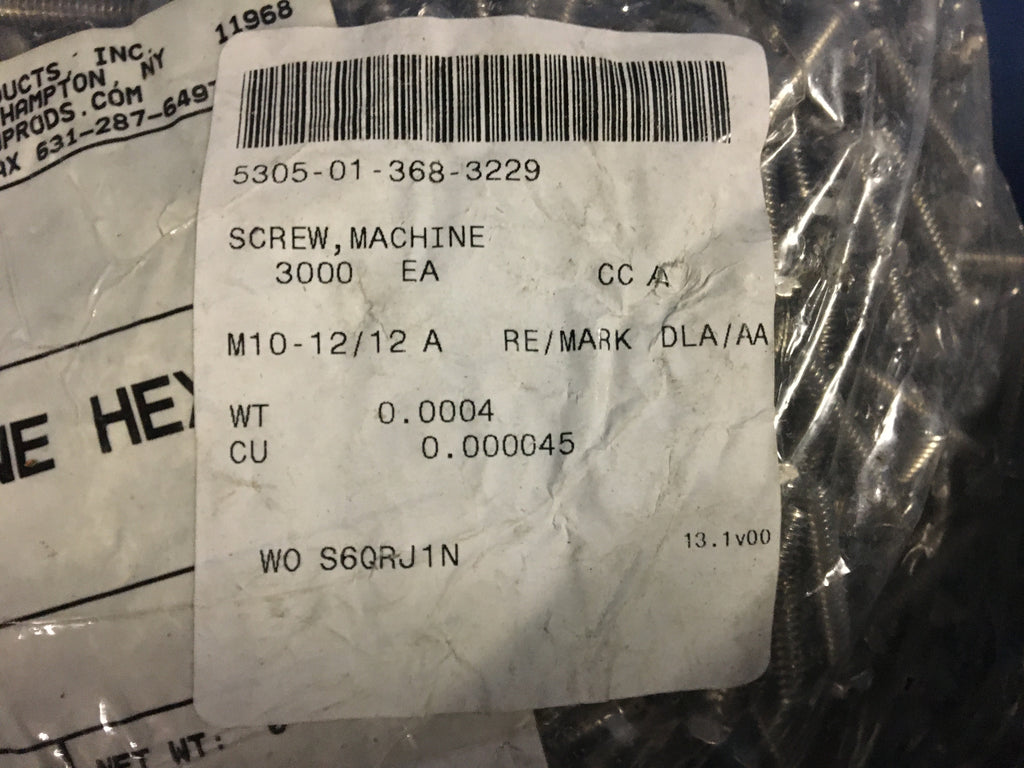 11968
UCTS, INC.
HAMPTON, NY
PRODS.COM
AX 631-287-649
5305-01-368-3229
SCREW,MACHINE
3000 EA CC A
M10-12/12 A RE/MARK DLA/AA
WT 0.0004
CU 0.000045
WO S6QRJ1N
13.1v00
NE HEX
NET WT: